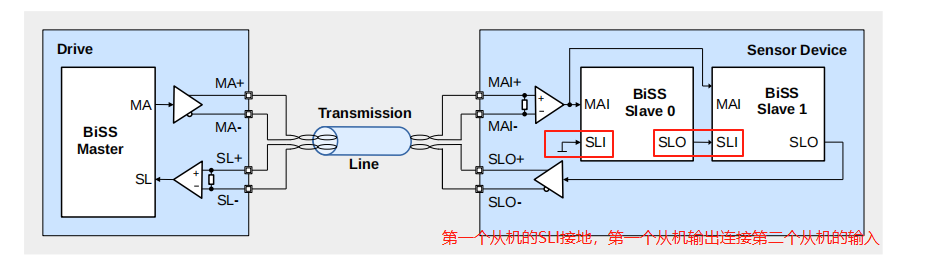 Drive
Sensor Device
BiSS
Master
MA
SL
MA+
MA-
SL+
SL-
Transmission
Line
MAI+
MAI-
SLO+
SLO-
BiSS
Slave 0
MAI
SLI
SLO
BiSS
Slave 1
MAI
SLI
SLO
第一个从机的SLI接地，第一个从机输出连接第二个从机的输入